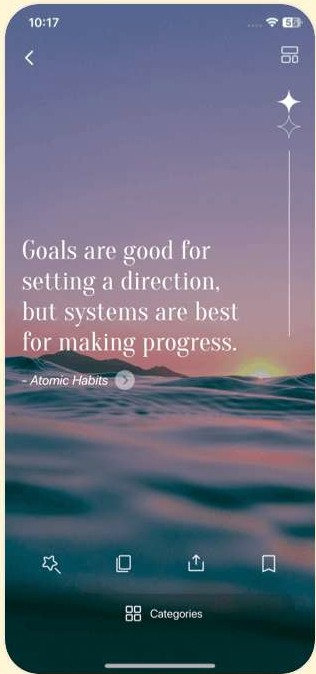 10:17
Goals are good for
setting a direction,
but systems are best
for making progress.
- Atomic Habits
Categories